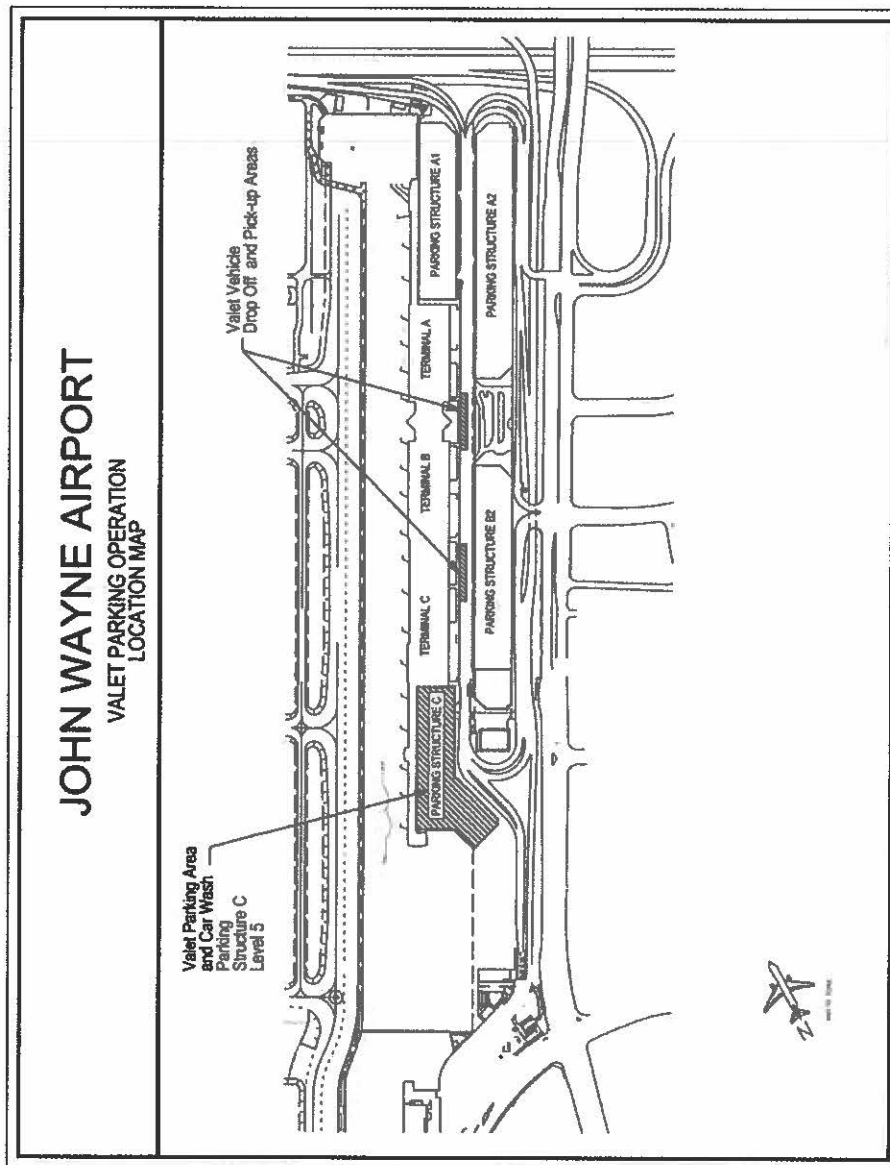 JOHN WAYNE AIRPORT
VALET PARKING OPERATION
LOCATION MAP
Valet Parking Area
and Car Wash
Parking
Structure C
Level 5
Valet Vehicle
Drop Off and Pick-up Areas
PARKING STRUCTURE C
TERMINAL C
TERMINAL B
TERMINAL A
PARKING STRUCTURE A1
PARKING STRUCTURE B2
PARKING STRUCTURE A2
N